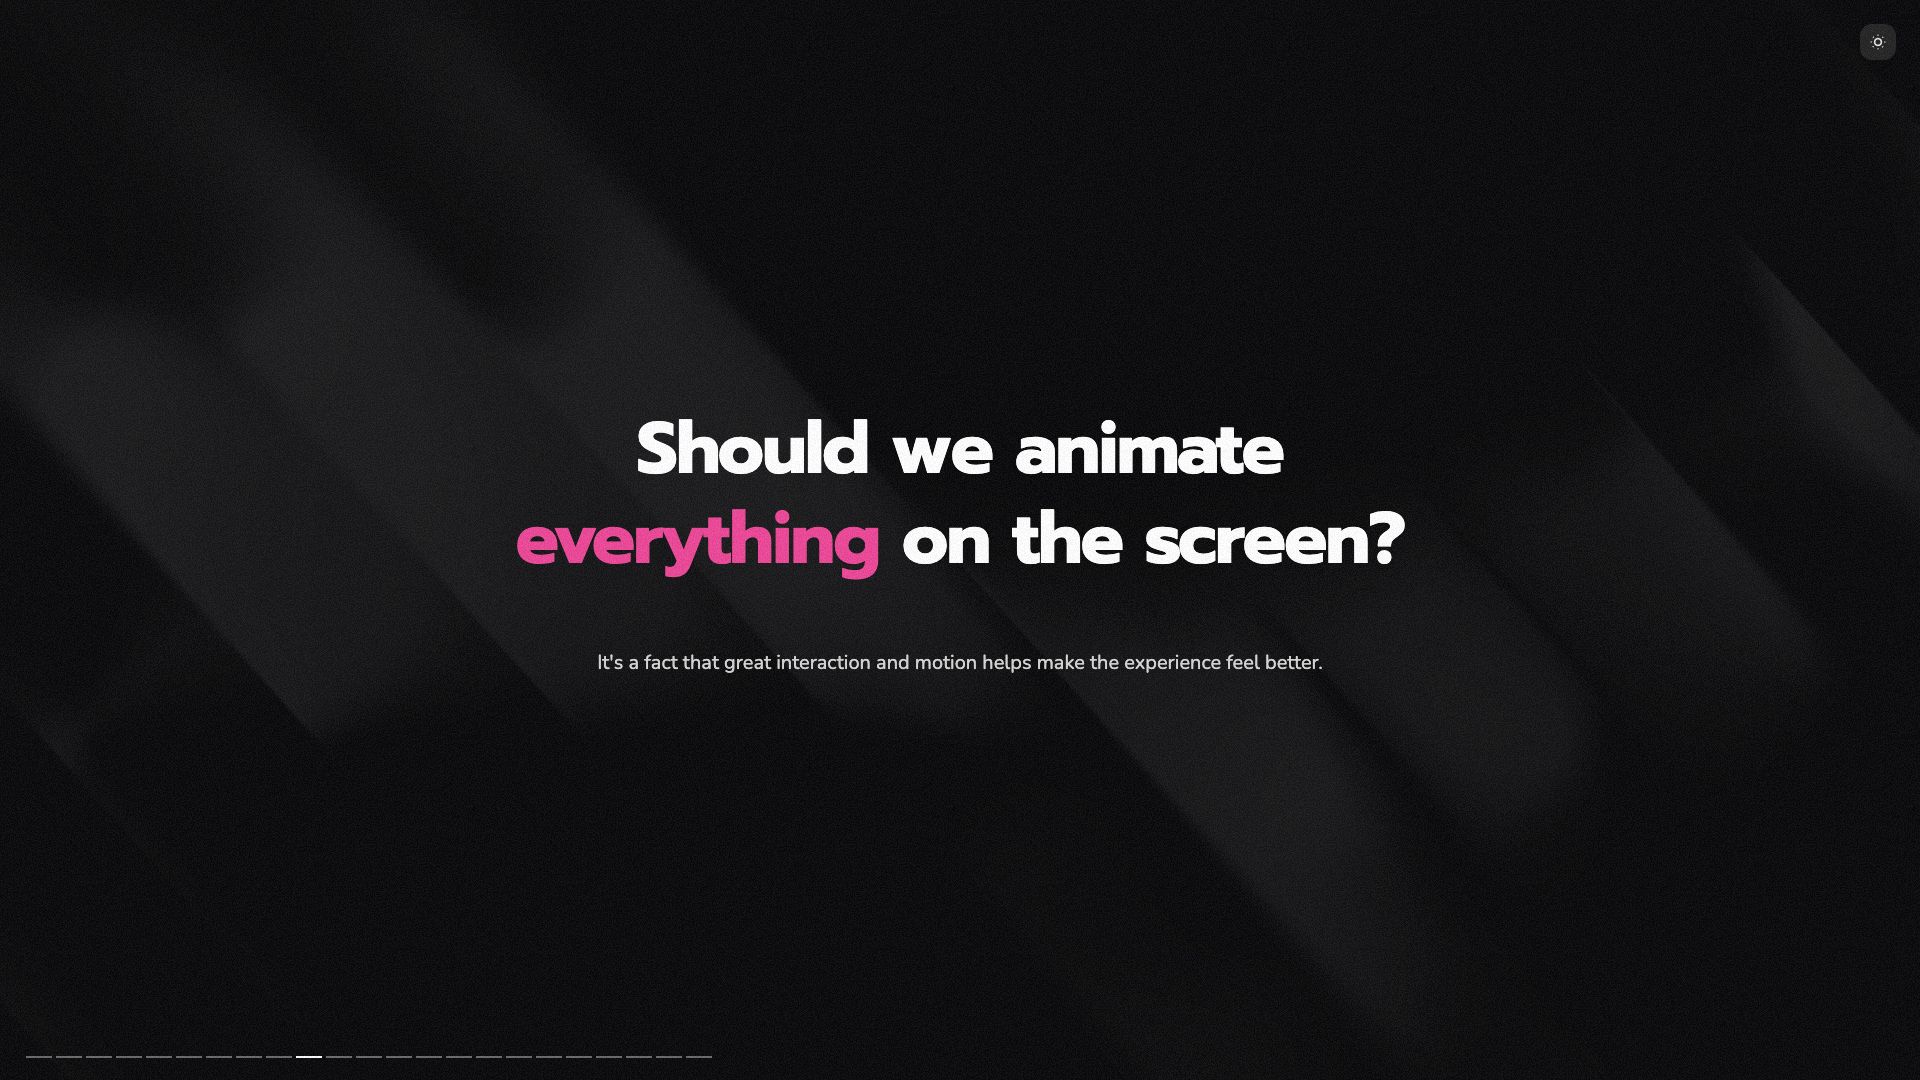 Should we animate
everything on the screen?
It's a fact that great interaction and motion helps make the experience feel better.